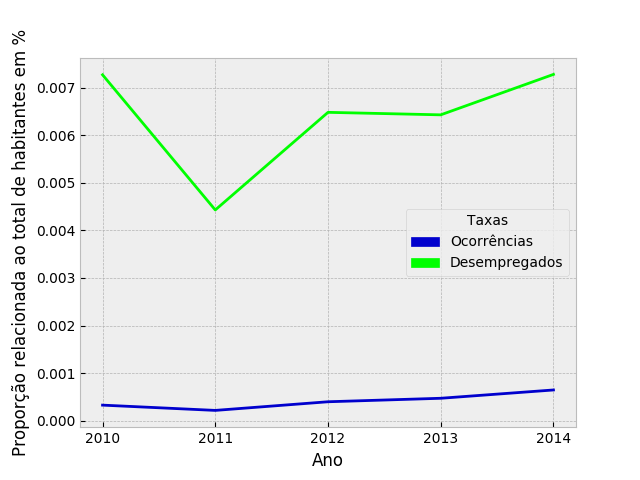 Proporção relacionada ao total de habitantes em %
0.007
0.006
0.005
0.004
0.003
0.002
0.001
0.000
Taxas
Ocorrências
Desempregados
2010 2011 2012 2013 2014
Ano